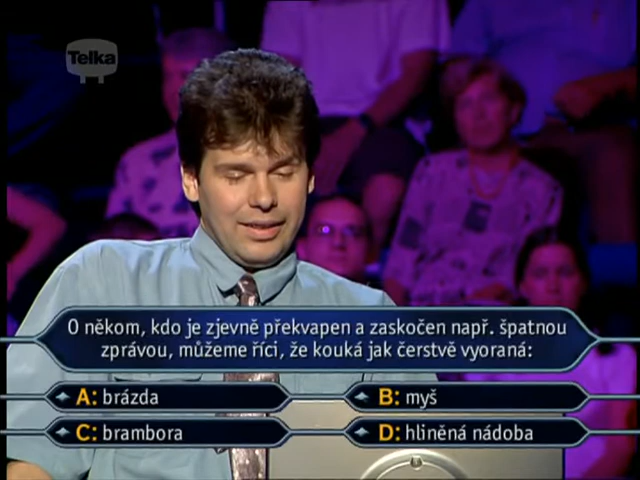 Telka
O někom, kdo je zjevně překvapen a zaskočen např. špatnou
zprávou, můžeme říci, že kouká jak čerstvě vyoraná:
A: brázda
B: myš
C: brambora
D: hliněná nádoba